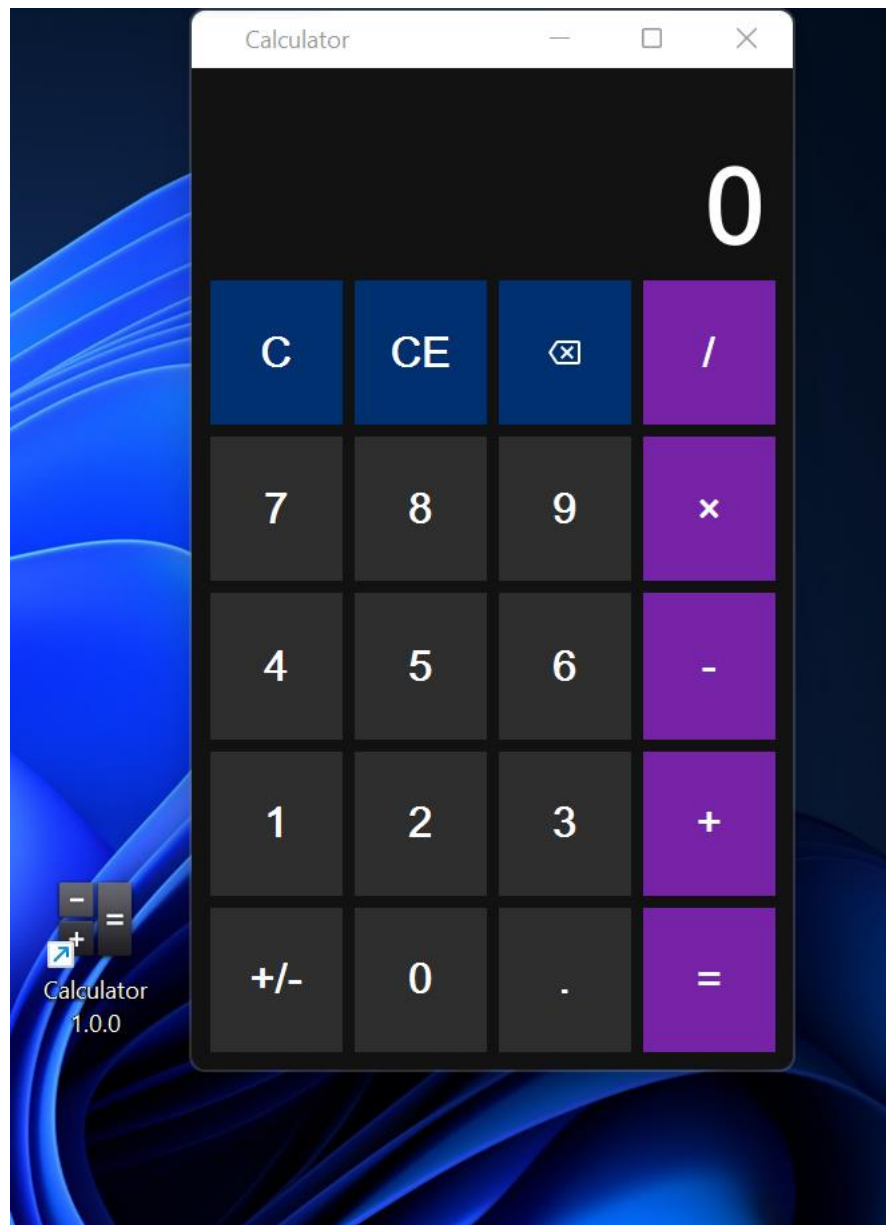 Calculator
0
C CE /
7 8 9 ×
4 5 6 -
1 2 3 +
+/- 0 . =
- =
+
Calculator
1.0.0